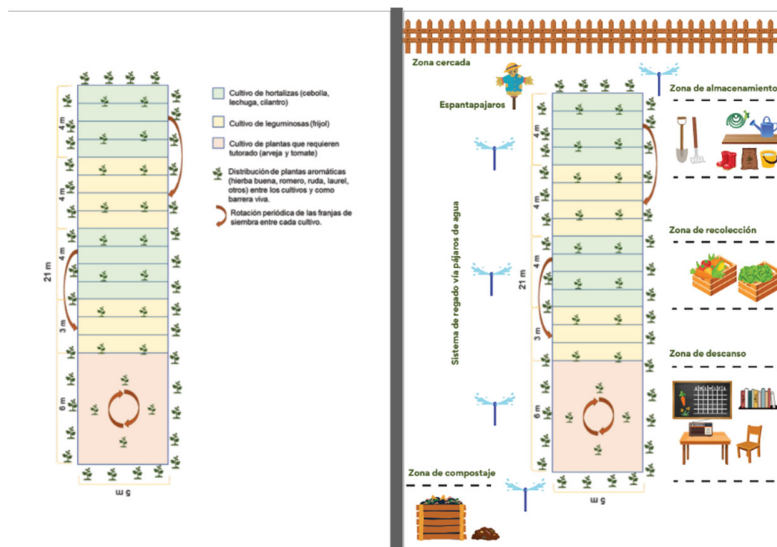 4 m
4 m
4 m
3 m
6 m
21 m
5 m
Cultivo de hortalizas (cebolla,
lechuga, cilantro)
Cultivo de leguminosas (frijol)
Cultivo de plantas que requieren
tutorado (arveja y tomate)
Distribución de plantas aromáticas
(hierba buena, romero, ruda, laurel,
otros) entre los cultivos y como
barrera viva.
Rotación periódica de las franjas de
siembra entre cada cultivo.
Zona cercada
Espantapajaros
Sistema de regado vía pájaros de agua
4 m
4 m
4 m
3 m
6 m
21 m
5 m
Zona de almacenamiento
Zona de recolección
Zona de descanso
Zona de compostaje